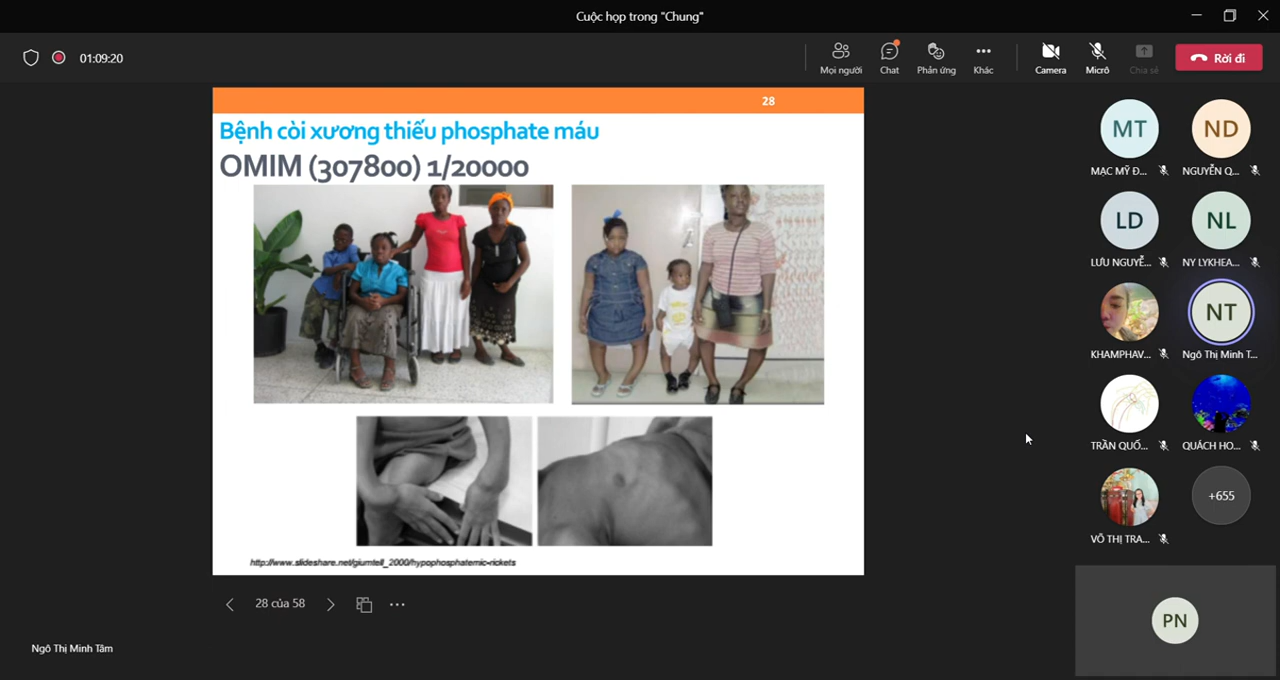 Cuộc họp trong "Chung"
01:09:20
Mọi người
Chat
Phản ứng
Khác
Camera
Micrô
Chia sẻ
Rời đi
28
Bệnh còi xương thiếu phosphate máu
OMIM (307800) 1/20000
http://www.slideshare.net/giumtell_2000/hypophosphatemic-rickets
28 của 58
Ngô Thị Minh Tâm
MT
ND
MẠC MỸ Đ...
NGUYỄN Q...
LD
NL
LƯU NGUYỄ...
NY LYKHEA...
NT
KHAMPHAV...
Ngô Thị Minh T...
TRẦN QUỐ...
QUÁCH HO...
+655
VÕ THỊ TRA...
PN